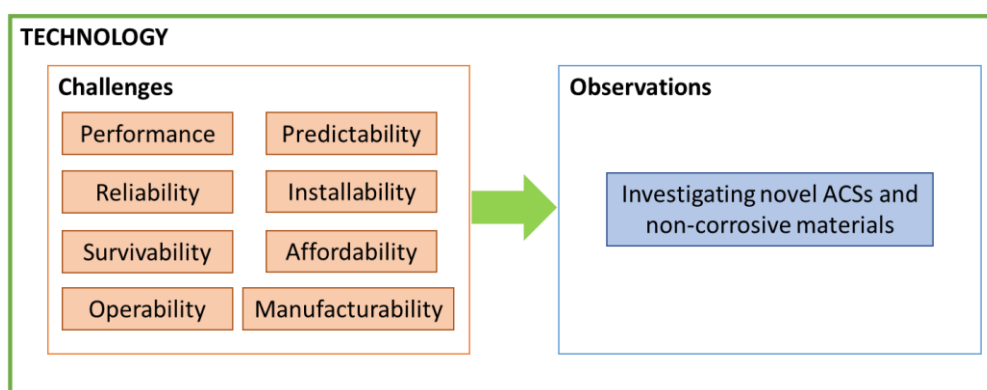 TECHNOLOGY
Challenges
Performance
Predictability
Reliability
Installability
Survivability
Affordability
Operability
Manufacturability
Observations
Investigating novel ACSs and
non-corrosive materials